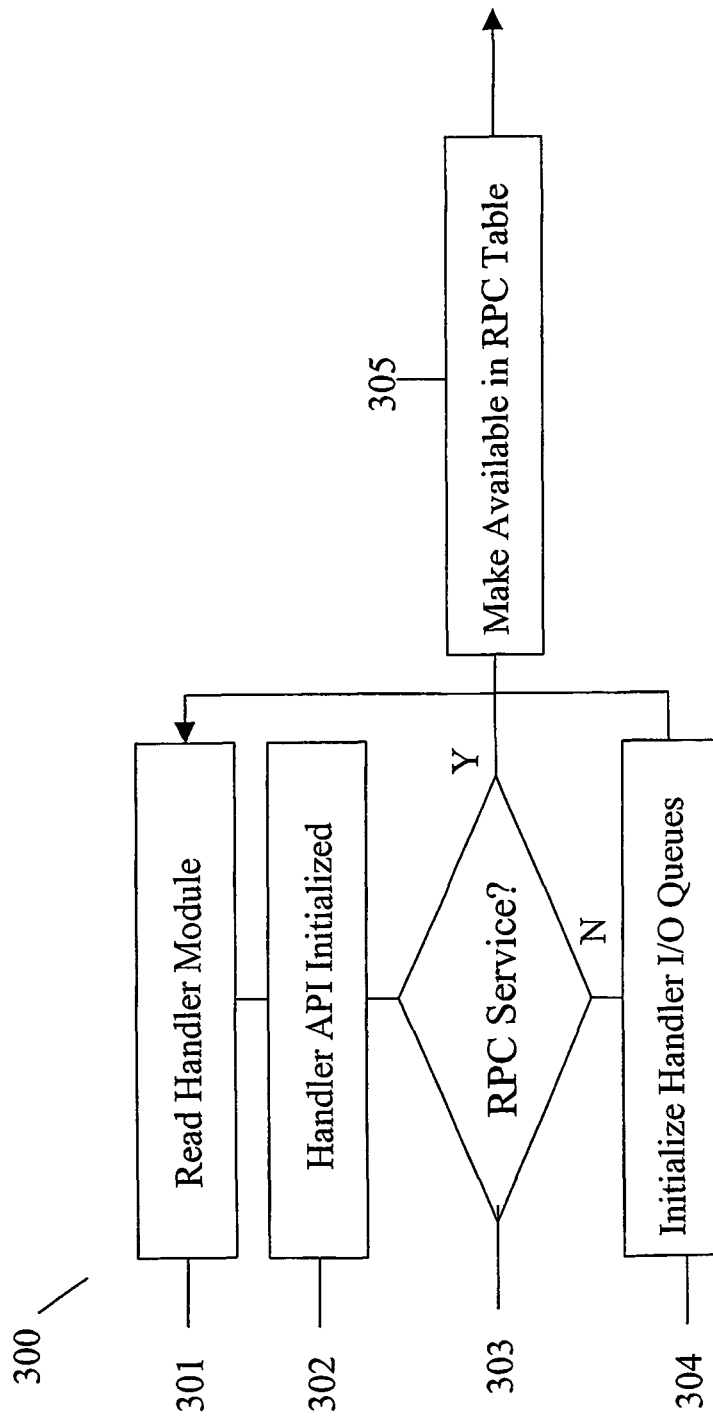 300
301
Read Handler Module
302
Handler API Initialized
303
RPC Service?
Y
N
304
Initialize Handler I/O Queues
305
Make Available in RPC Table